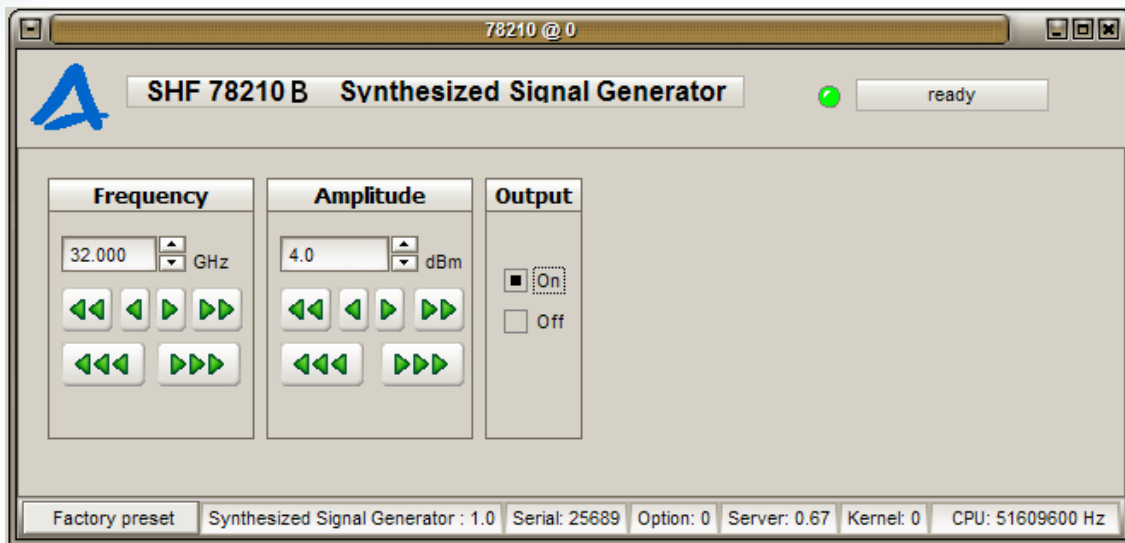 78210 @ 0
SHF 78210 B Synthesized Signal Generator
ready
Frequency
32.000 GHz
Amplitude
4.0 dBm
Output
On
Off
Factory preset
Synthesized Signal Generator : 1.0
Serial: 25689
Option: 0
Server: 0.67
Kernel: 0
CPU: 51609600 Hz